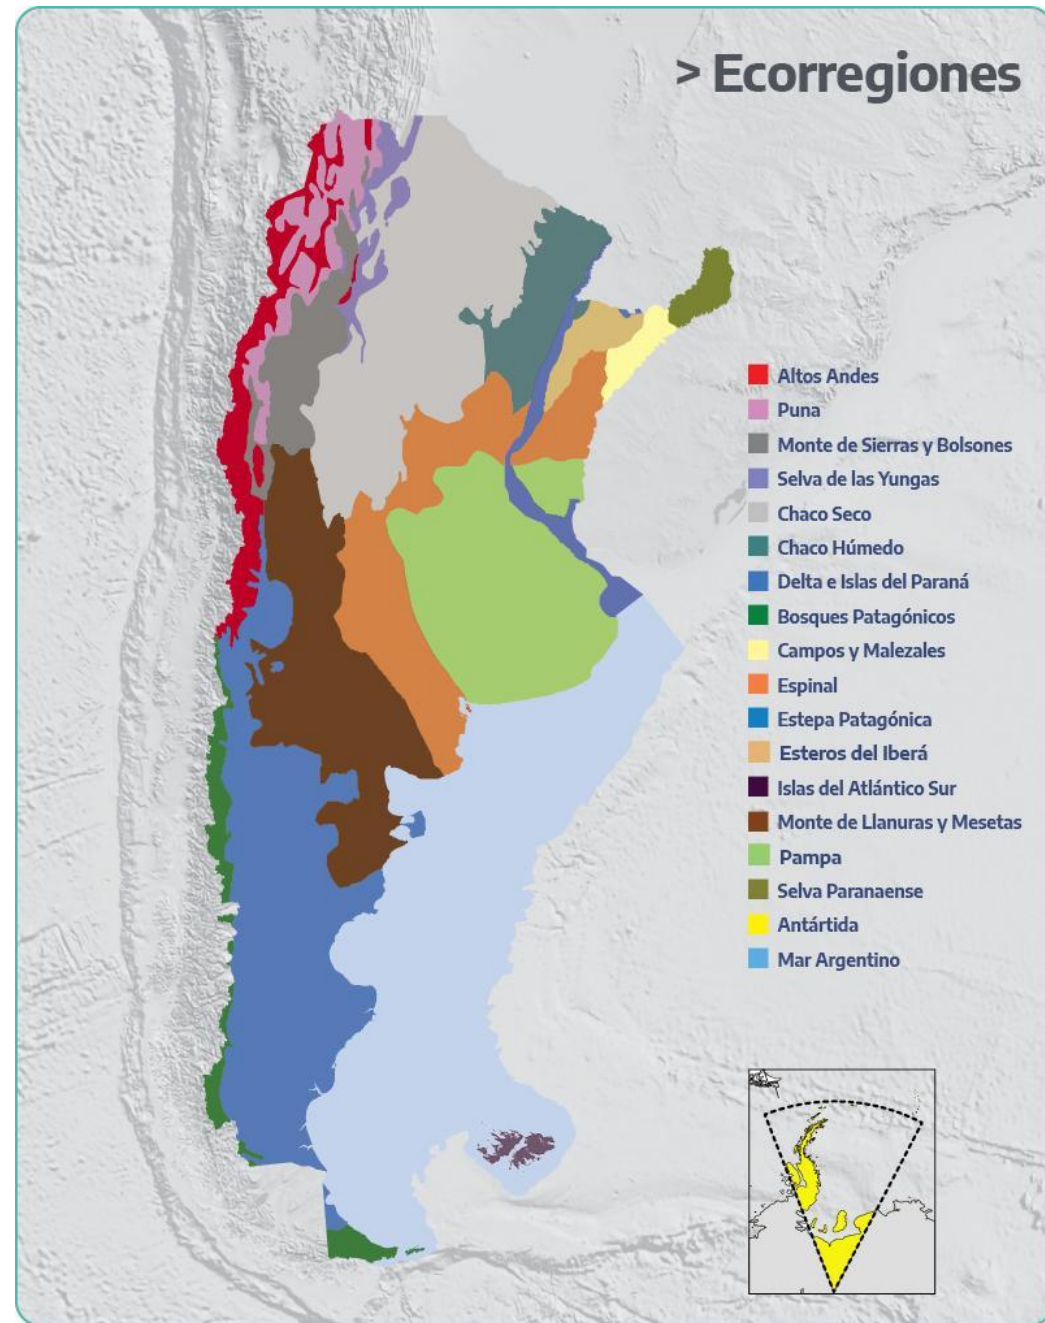 > Ecorregiones
Altos Andes
Puna
Monte de Sierras y Bolsones
Selva de las Yungas
Chaco Seco
Chaco Húmedo
Delta e Islas del Paraná
Bosques Patagónicos
Campos y Malezales
Espinal
Estepa Patagónica
Esteros del Iberá
Islas del Atlántico Sur
Monte de Llanuras y Mesetas
Pampa
Selva Paranaense
Antártida
Mar Argentino